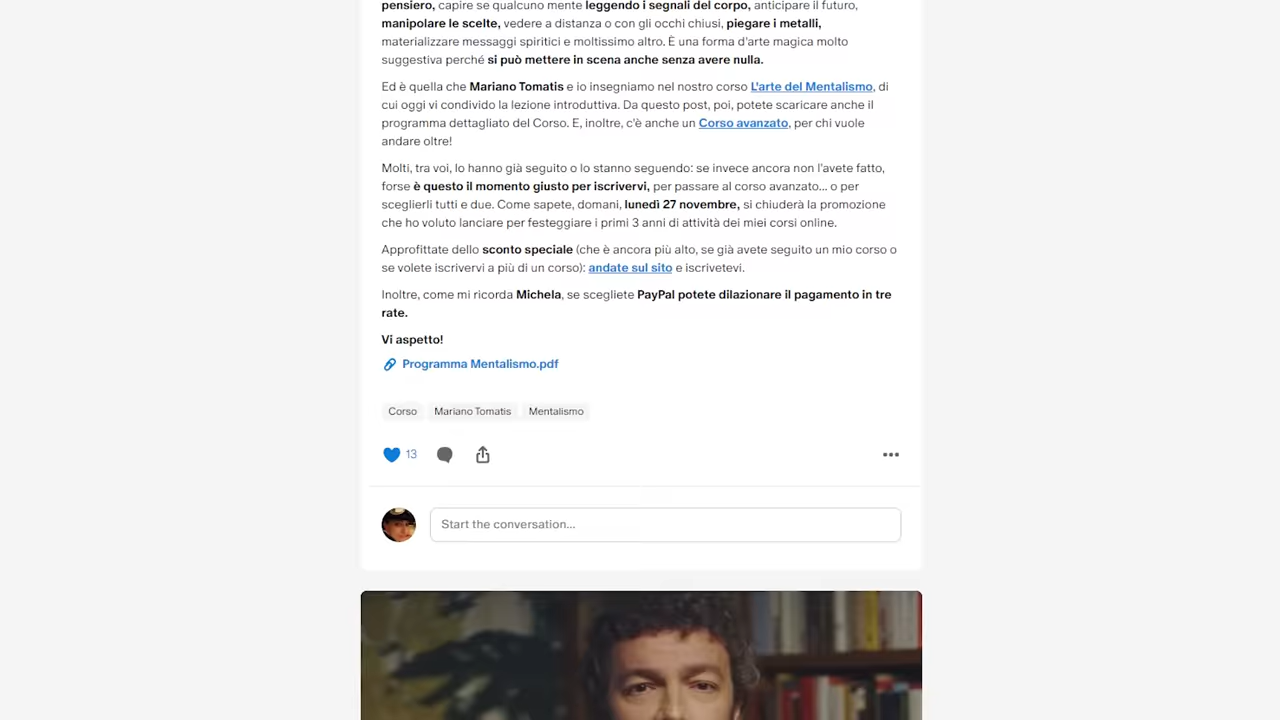 pensiero, capire se qualcuno mente leggendo i segnali del corpo, anticipare il futuro,
manipolare le scelte, vedere a distanza o con gli occhi chiusi, piegare i metalli,
materializzare messaggi spiritici e moltissimo altro. È una forma d'arte magica molto
suggestiva perché si può mettere in scena anche senza avere nulla.
Ed è quella che Mariano Tomatis e io insegniamo nel nostro corso L'arte del Mentalismo, di
cui oggi vi condivido la lezione introduttiva. Da questo post, poi, potete scaricare anche il
programma dettagliato del Corso. E, inoltre, c'è anche un Corso avanzato, per chi vuole
andare oltre!
Molti, tra voi, lo hanno già seguito o lo stanno seguendo: se invece ancora non l'avete fatto,
forse è questo il momento giusto per iscrivervi, per passare al corso avanzato... o per
sceglierli tutti e due. Come sapete, domani, lunedì 27 novembre, si chiuderà la promozione
che ho voluto lanciare per festeggiare i primi 3 anni di attività dei miei corsi online.
Approfittate dello sconto speciale (che è ancora più alto, se già avete seguito un mio corso o
se volete iscrivervi a più di un corso): andate sul sito e iscrivetevi.
Inoltre, come mi ricorda Michela, se scegliete PayPal potete dilazionare il pagamento in tre
rate.
Vi aspetto!
Programma Mentalismo.pdf
Corso Mariano Tomatis Mentalismo
13
Start the conversation...